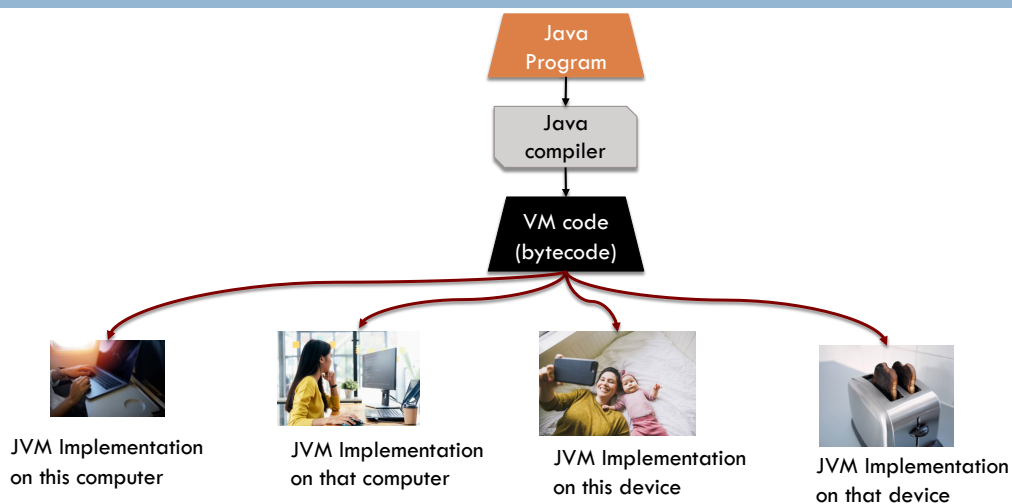 Java
Program
Java
compiler
VM code
(bytecode)
JVM Implementation
on this computer
JVM Implementation
on that computer
JVM Implementation
on this device
JVM Implementation
on that device